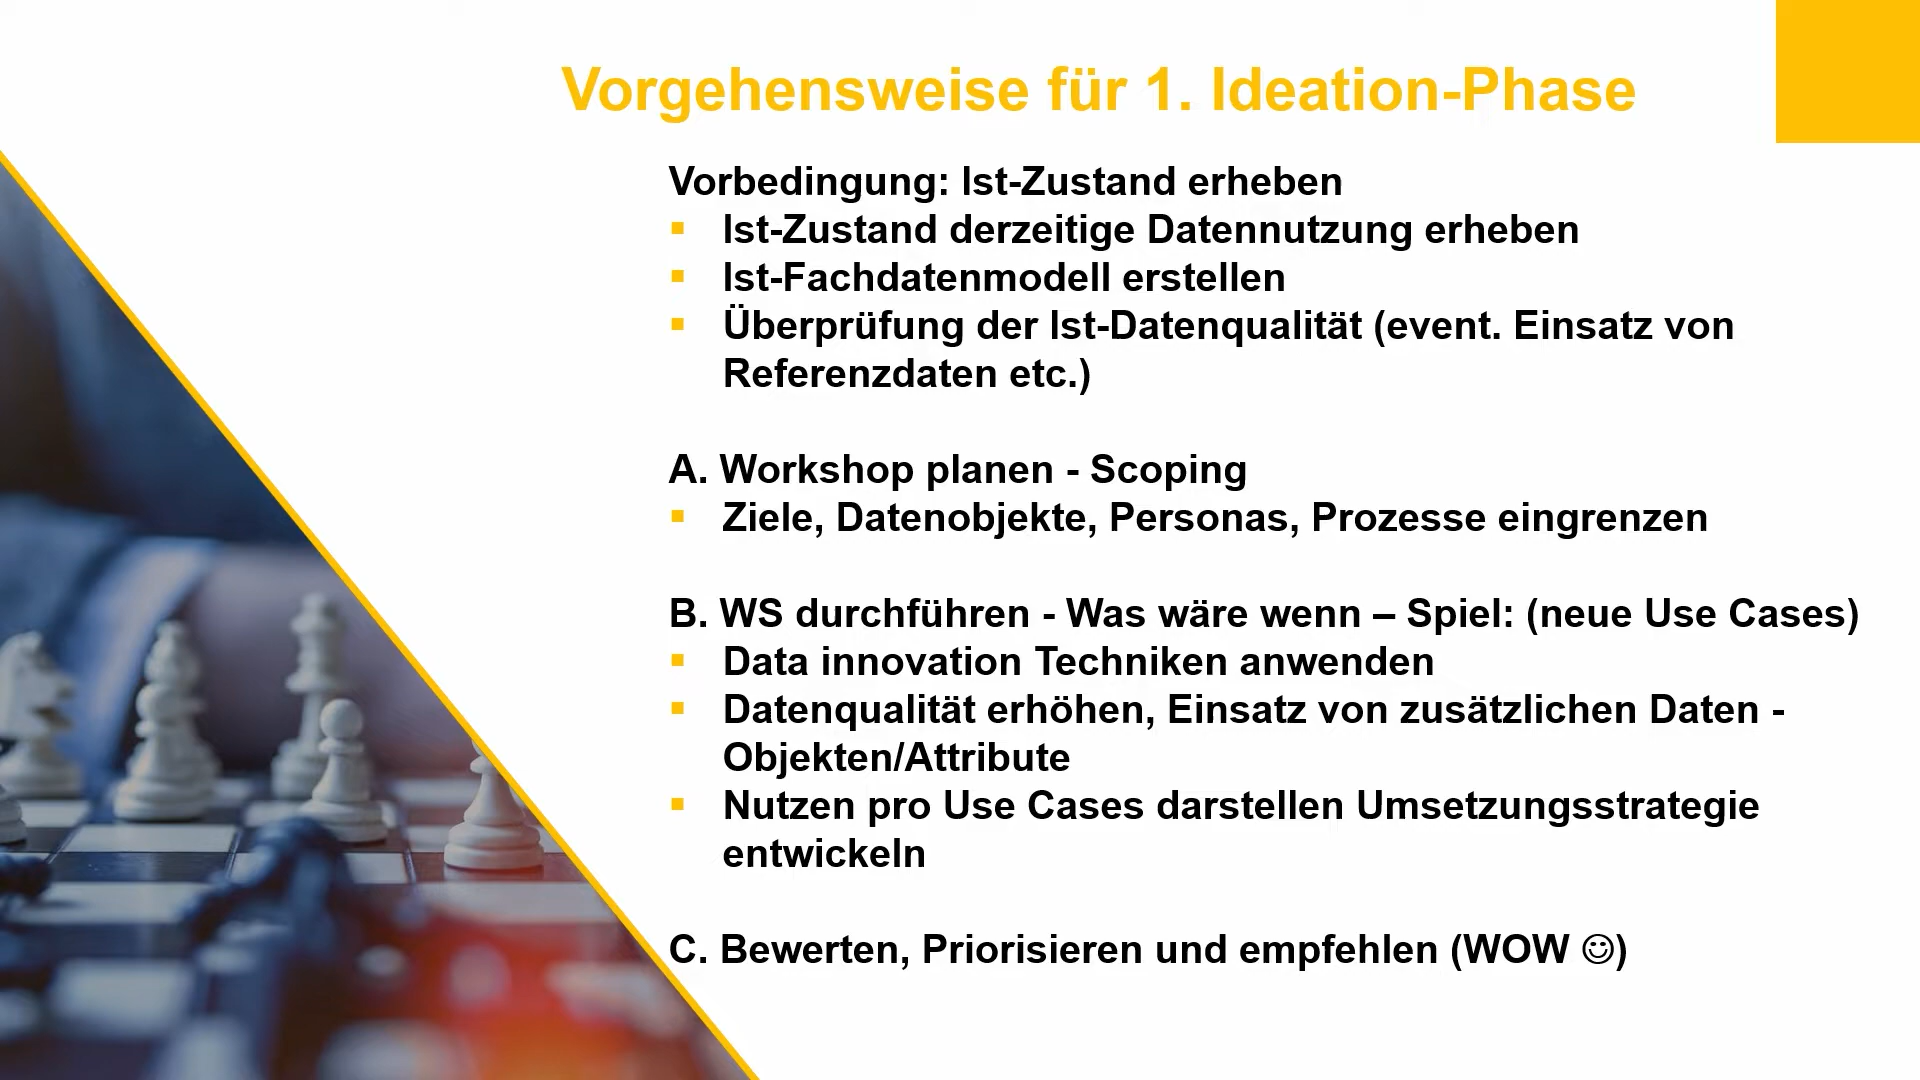 Vorgehensweise für 1. Ideation-Phase
Vorbedingung: Ist-Zustand erheben
▪ Ist-Zustand derzeitige Datennutzung erheben
▪ Ist-Fachdatenmodell erstellen
▪ Überprüfung der Ist-Datenqualität (event. Einsatz von
Referenzdaten etc.)
A. Workshop planen - Scoping
▪ Ziele, Datenobjekte, Personas, Prozesse eingrenzen
B. WS durchführen - Was wäre wenn – Spiel: (neue Use Cases)
▪ Data innovation Techniken anwenden
▪ Datenqualität erhöhen, Einsatz von zusätzlichen Daten -
Objekten/Attribute
▪ Nutzen pro Use Cases darstellen Umsetzungsstrategie
entwickeln
C. Bewerten, Priorisieren und empfehlen (WOW ☺)